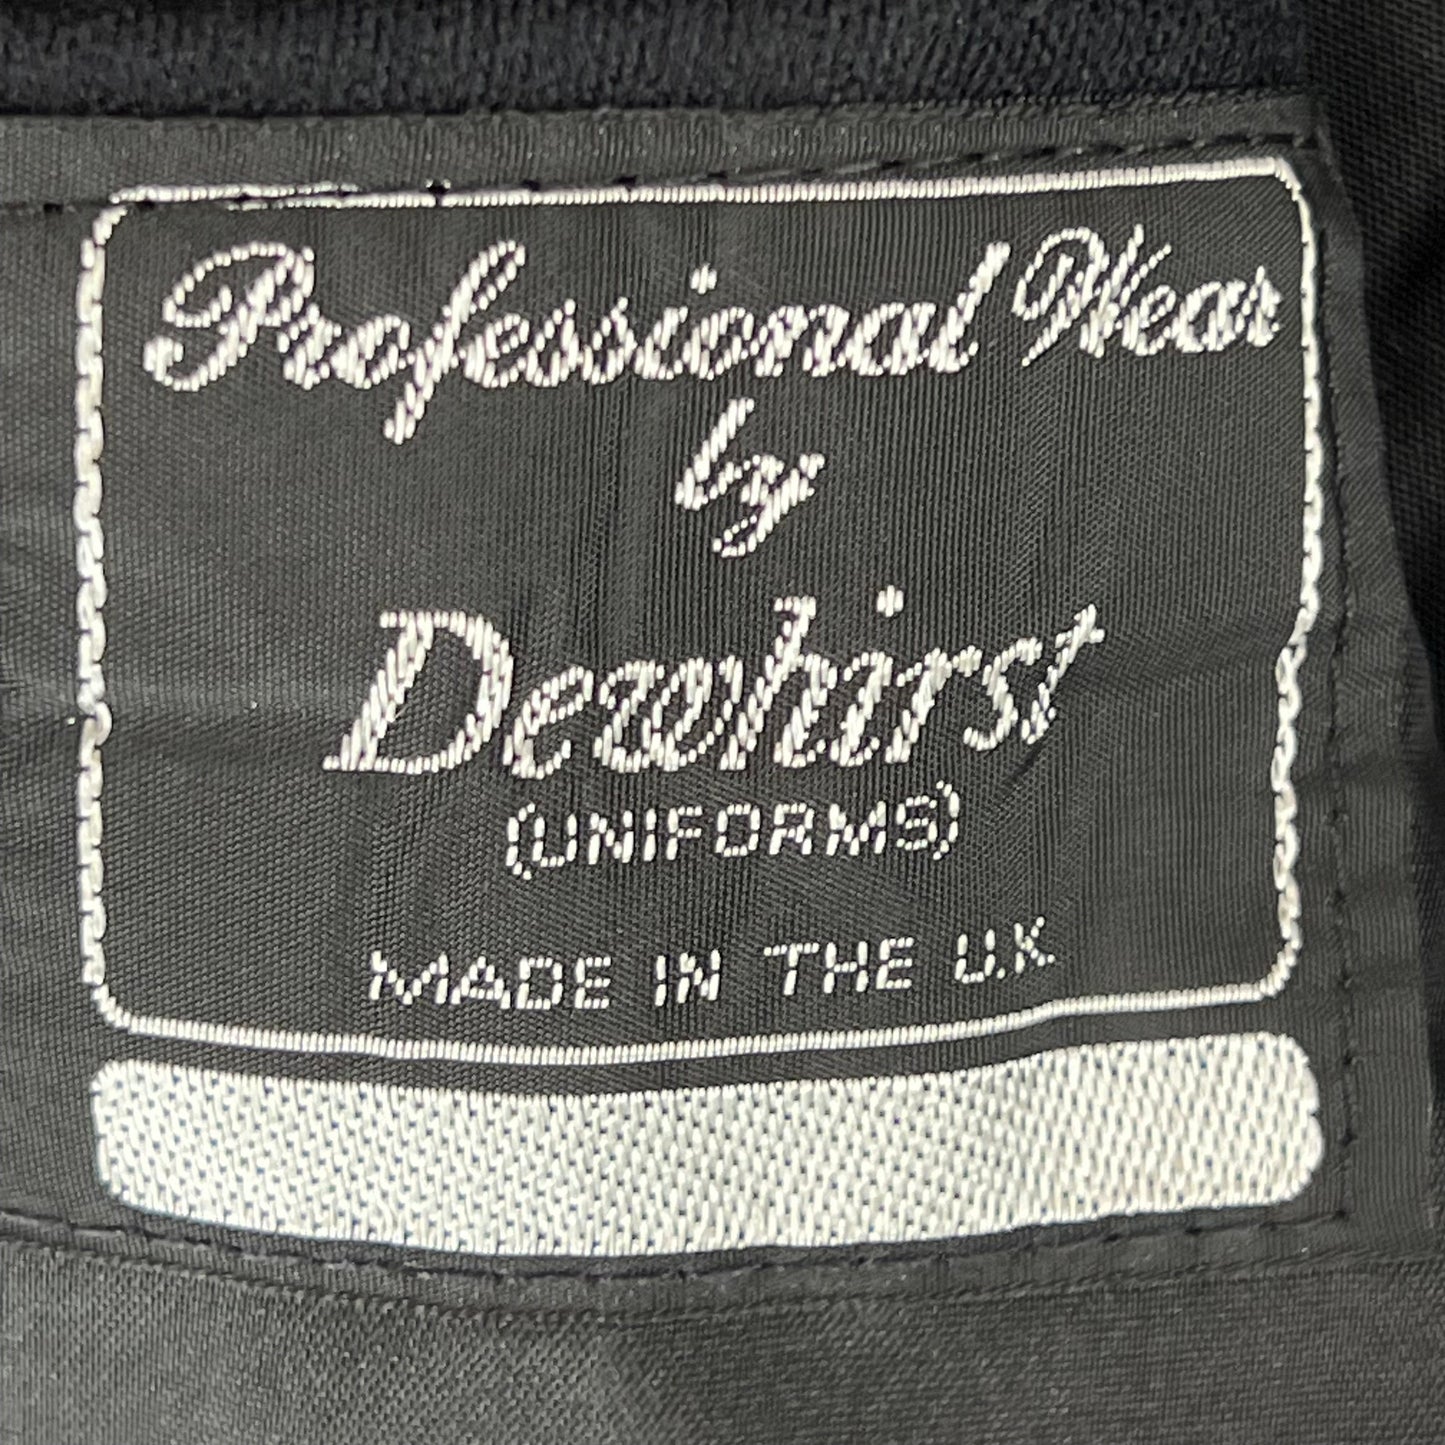 Professional Wear
by
Dewhirst
(UNIFORMS)
MADE IN THE U.K